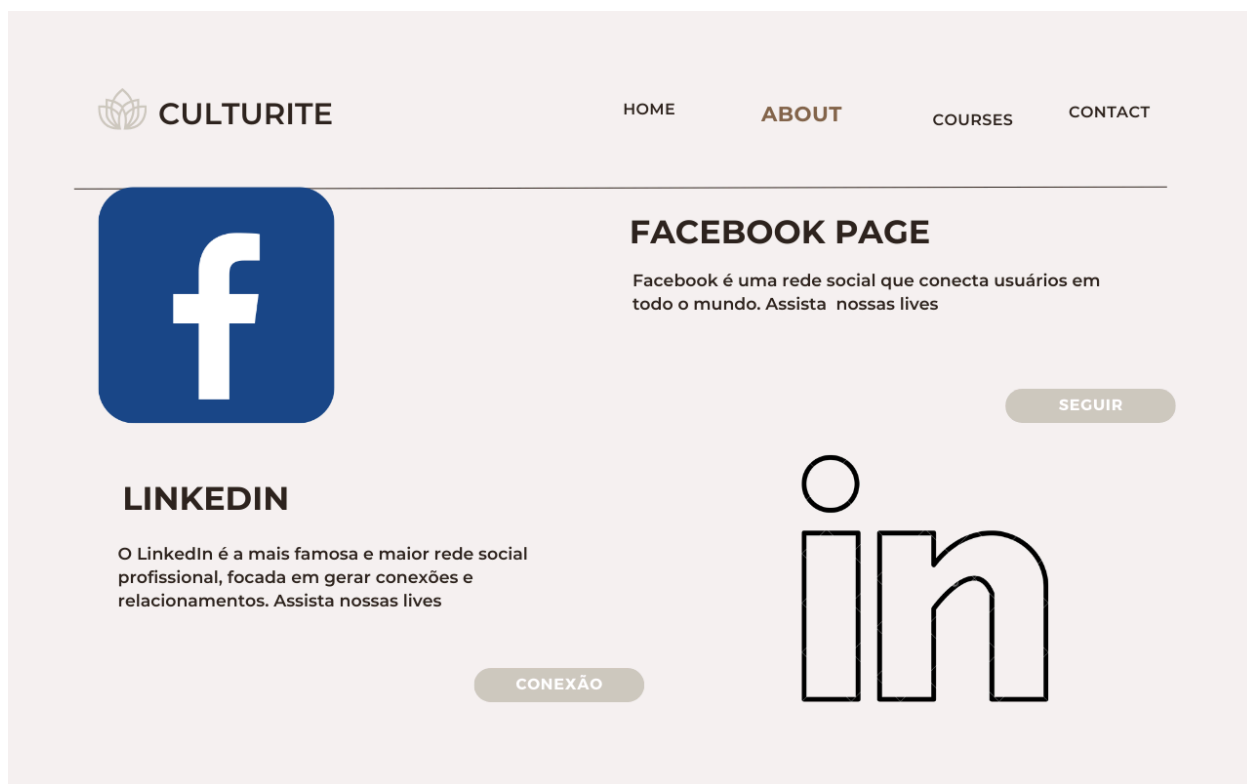 CULTURITE
HOME
ABOUT
COURSES
CONTACT
f
FACEBOOK PAGE
Facebook é uma rede social que conecta usuários em
todo o mundo. Assista  nossas lives
SEGUIR
LINKEDIN
O LinkedIn é a mais famosa e maior rede social
profissional, focada em gerar conexões e
relacionamentos. Assista nossas lives
CONEXÃO
in